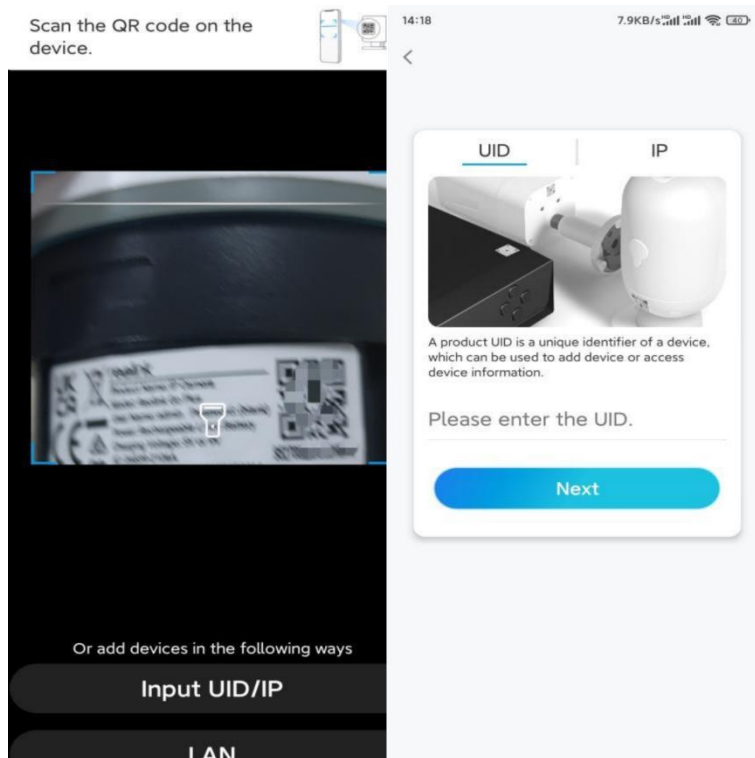 Scan the QR code on the
device.
Or add devices in the following ways
Input UID/IP
LAN
14:18
7.9KB/s
40
UID
IP
A product UID is a unique identifier of a device,
which can be used to add device or access
device information.
Please enter the UID.
Next